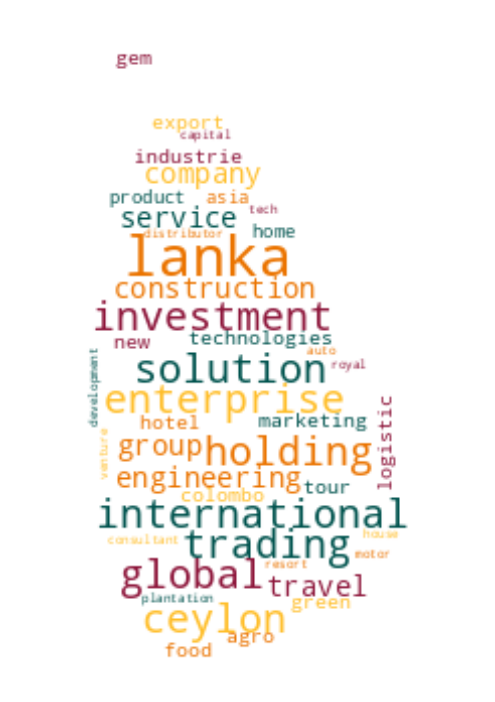 gem
export
capital
industrie
company
product asia
tech
service
home
distributor
lanka
construction
investment
new technologies
auto
solution royal
development
enterprise
hotel marketing
logistic
group holding
venture
engineering
tour
colombo
international
house
consultant trading
motor
global resort
travel
plantation
green
ceylon
agro
food